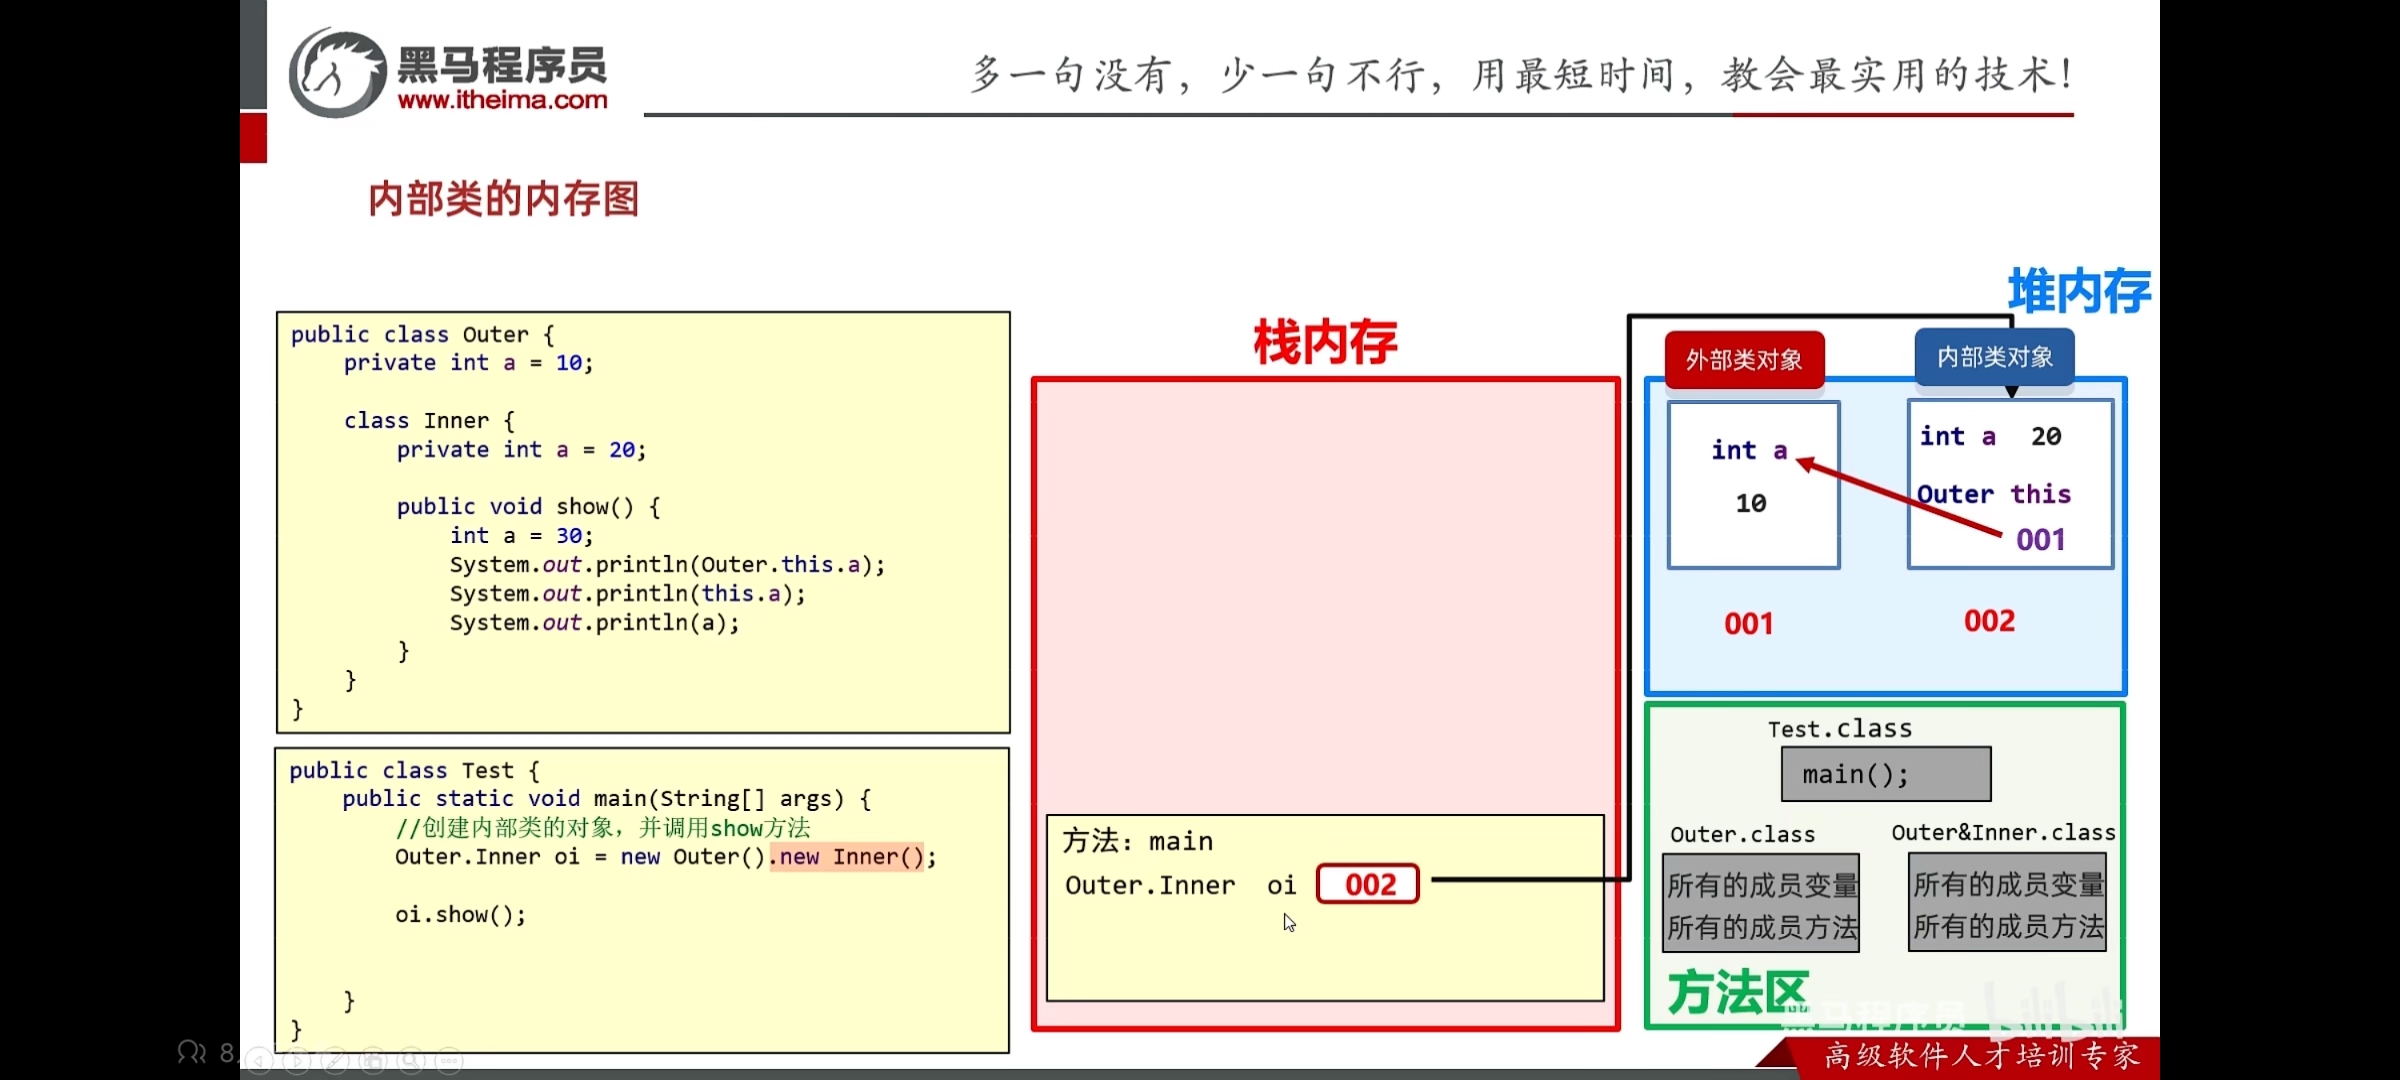 黑马程序员
www.itheima.com
多一句没有，少一句不行，用最短时间，教会最实用的技术！
内部类的内存图
public class Outer {
    private int a = 10;
    class Inner {
        private int a = 20;
        public void show() {
            int a = 30;
            System.out.println(Outer.this.a);
            System.out.println(this.a);
            System.out.println(a);
        }
    }
}
public class Test {
    public static void main(String[] args) {
        //创建内部类的对象，并调用show方法
        Outer.Inner oi = new Outer().new Inner();
        oi.show();
    }
}
栈内存
方法：main
Outer.Inner oi 002
堆内存
外部类对象
int a
10
001
内部类对象
int a 20
Outer this
001
002
Test.class
main();
Outer.class
所有的成员变量
所有的成员方法
Outer&Inner.class
所有的成员变量
所有的成员方法
方法区
黑马程序员 bilibili
高级软件人才培训专家